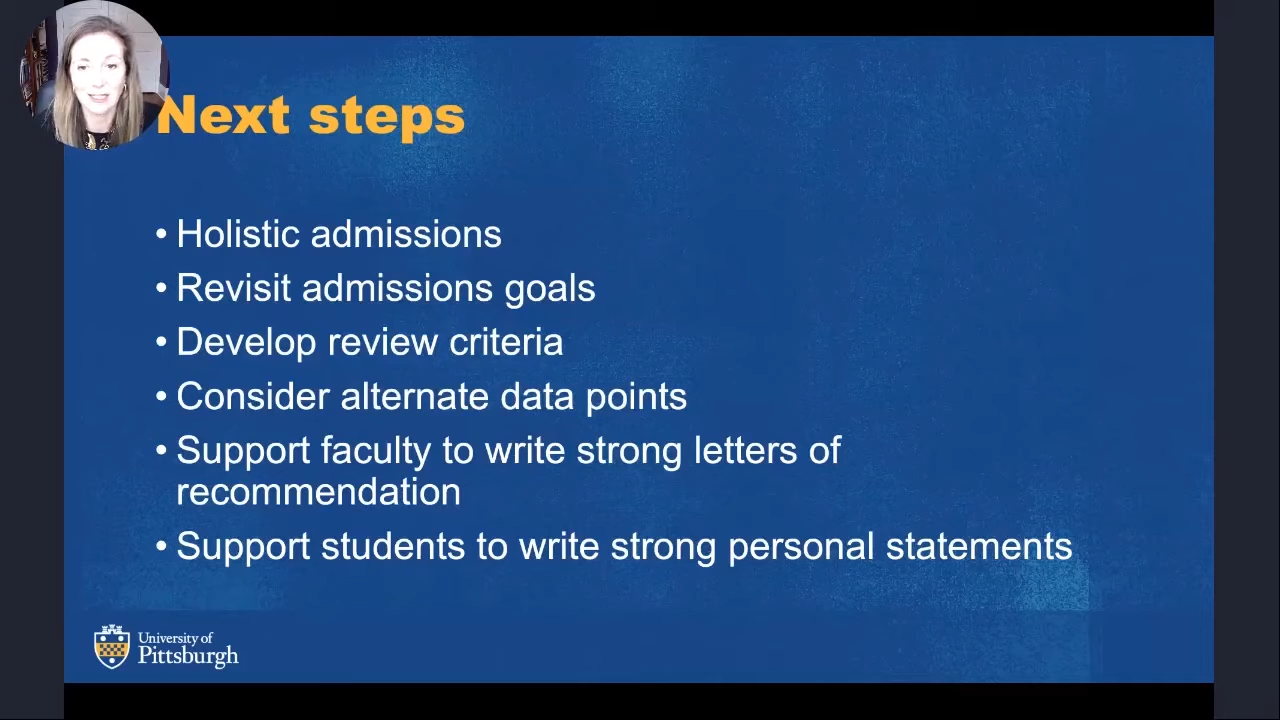 Next steps
• Holistic admissions
• Revisit admissions goals
• Develop review criteria
• Consider alternate data points
• Support faculty to write strong letters of
recommendation
• Support students to write strong personal statements
University of
Pittsburgh